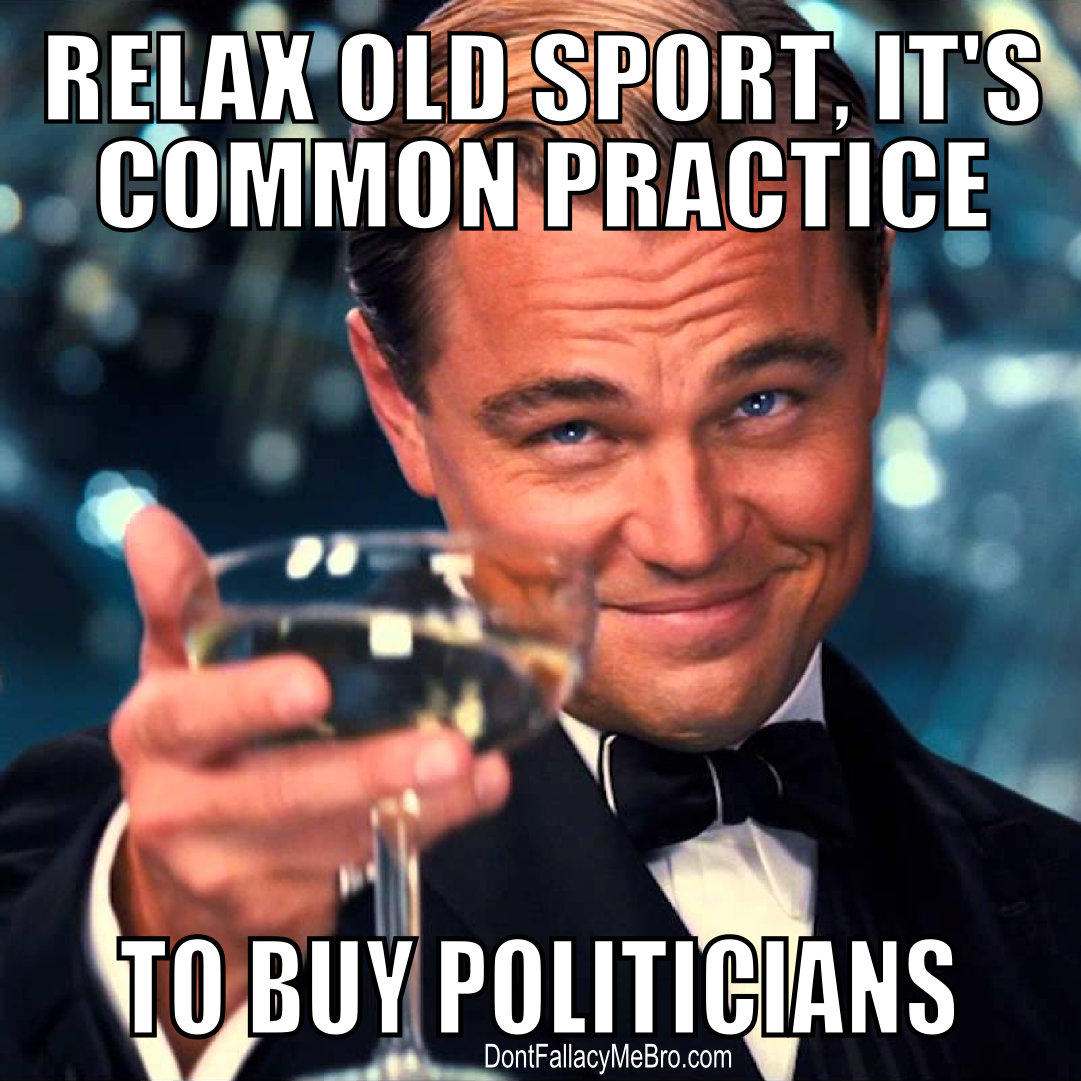 RELAX OLD SPORT, IT'S
COMMON PRACTICE
TO BUY POLITICIANS
DontFallacyMeBro.com